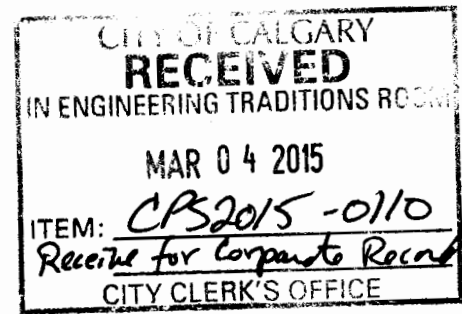 CITY OF CALGARY
RECEIVED
IN ENGINEERING TRADITIONS ROOM
MAR 04 2015
ITEM: CPS2015-0110
Receive for Corporate Record
CITY CLERK'S OFFICE